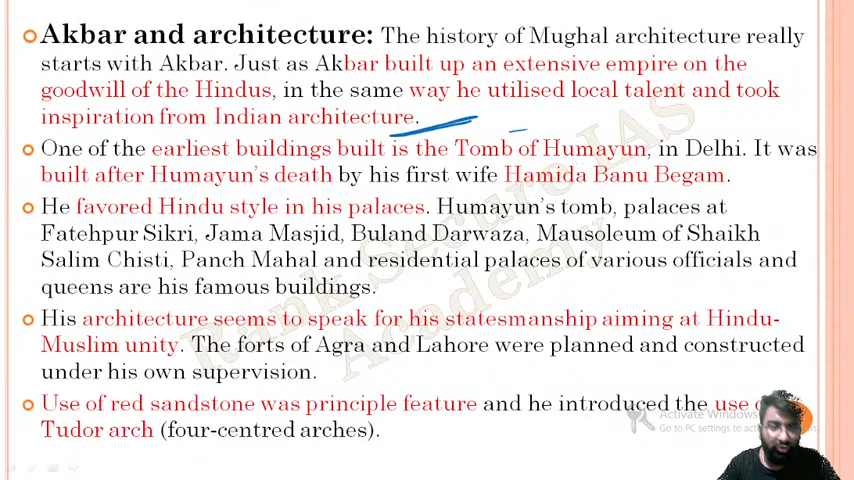 Akbar and architecture: The history of Mughal architecture really
starts with Akbar. Just as Akbar built up an extensive empire on the
goodwill of the Hindus, in the same way he utilised local talent and took
inspiration from Indian architecture.
One of the earliest buildings built is the Tomb of Humayun, in Delhi. It was
built after Humayun's death by his first wife Hamida Banu Begam.
He favored Hindu style in his palaces. Humayun's tomb, palaces at
Fatehpur Sikri, Jama Masjid, Buland Darwaza, Mausoleum of Shaikh
Salim Chisti, Panch Mahal and residential palaces of various officials and
queens are his famous buildings.
His architecture seems to speak for his statesmanship aiming at Hindu-
Muslim unity. The forts of Agra and Lahore were planned and constructed
under his own supervision.
Use of red sandstone was principle feature and he introduced the use
Tudor arch (four-centred arches).
Rank Secure IAS
Academy
Activate Windows
Go to PC settings to